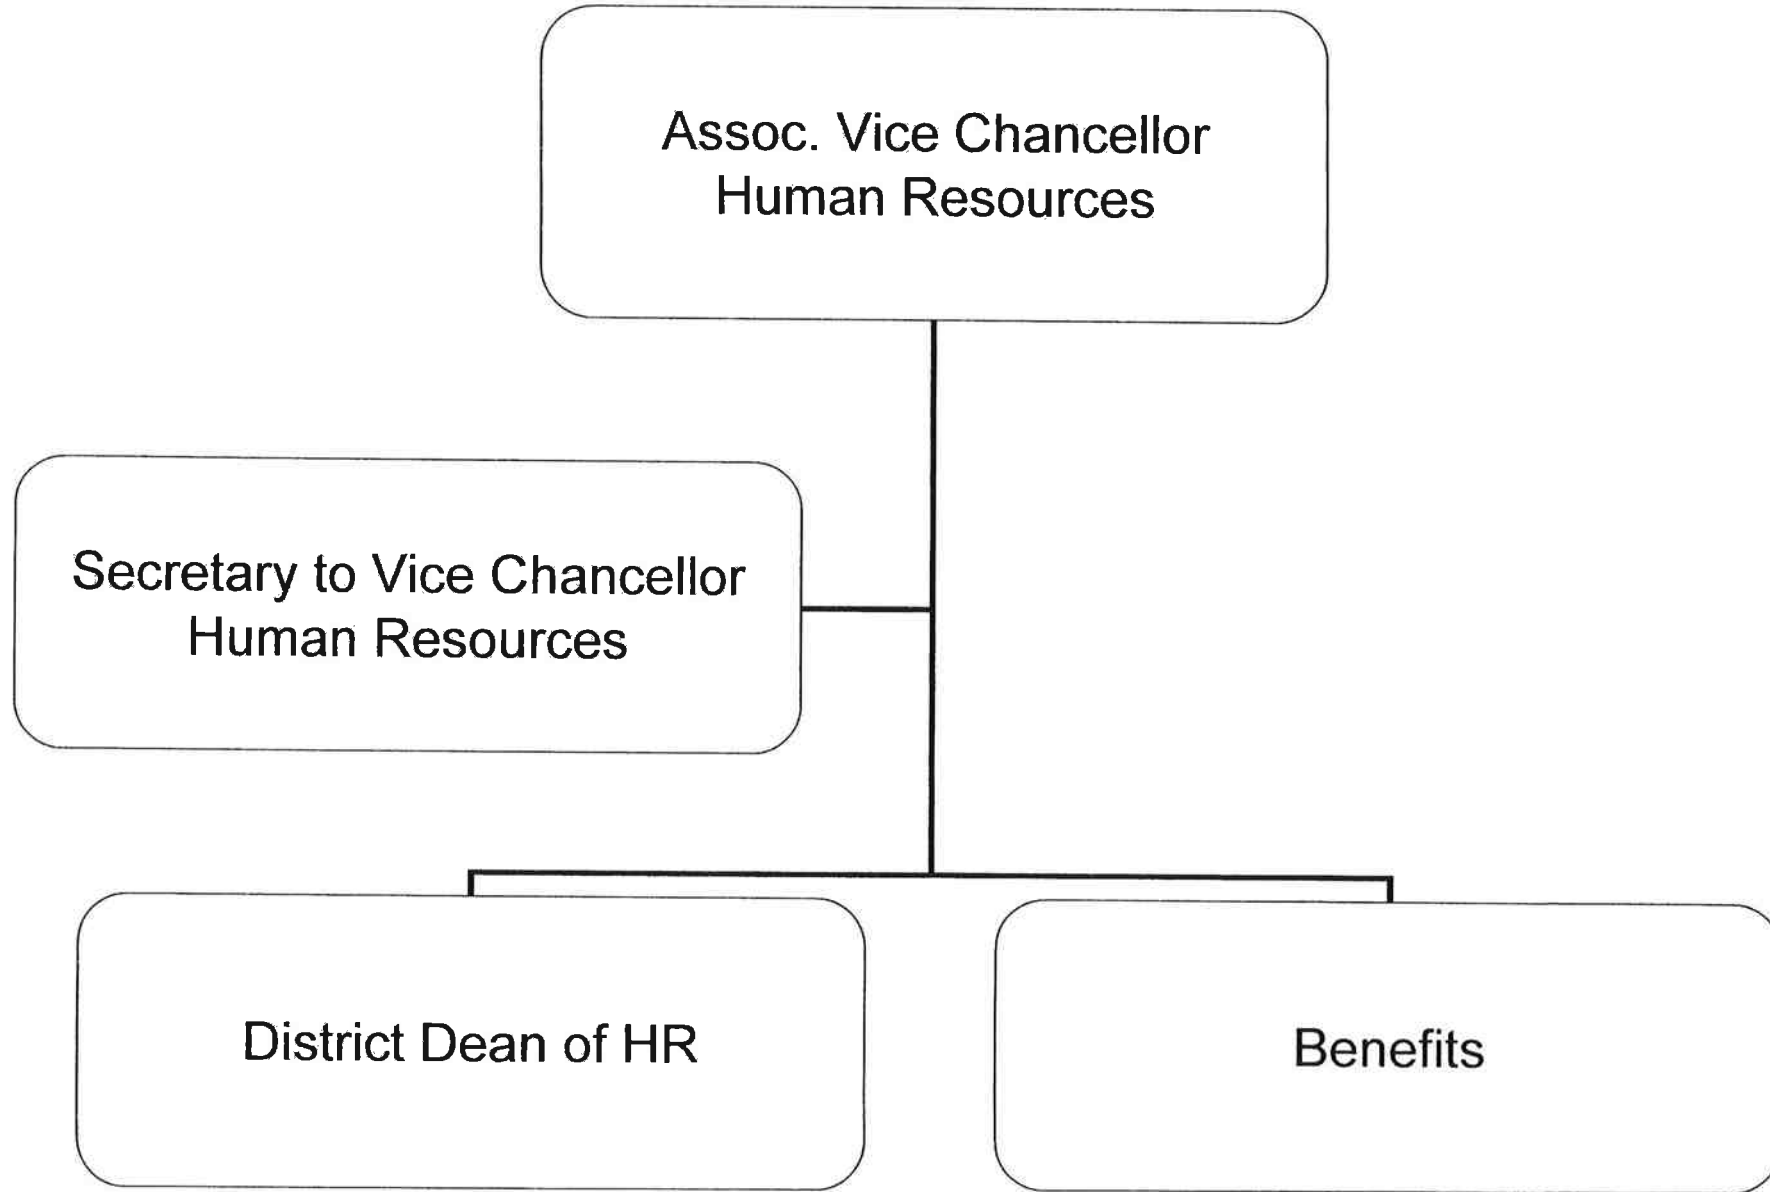 Assoc. Vice Chancellor
Human Resources
Secretary to Vice Chancellor
Human Resources
District Dean of HR
Benefits